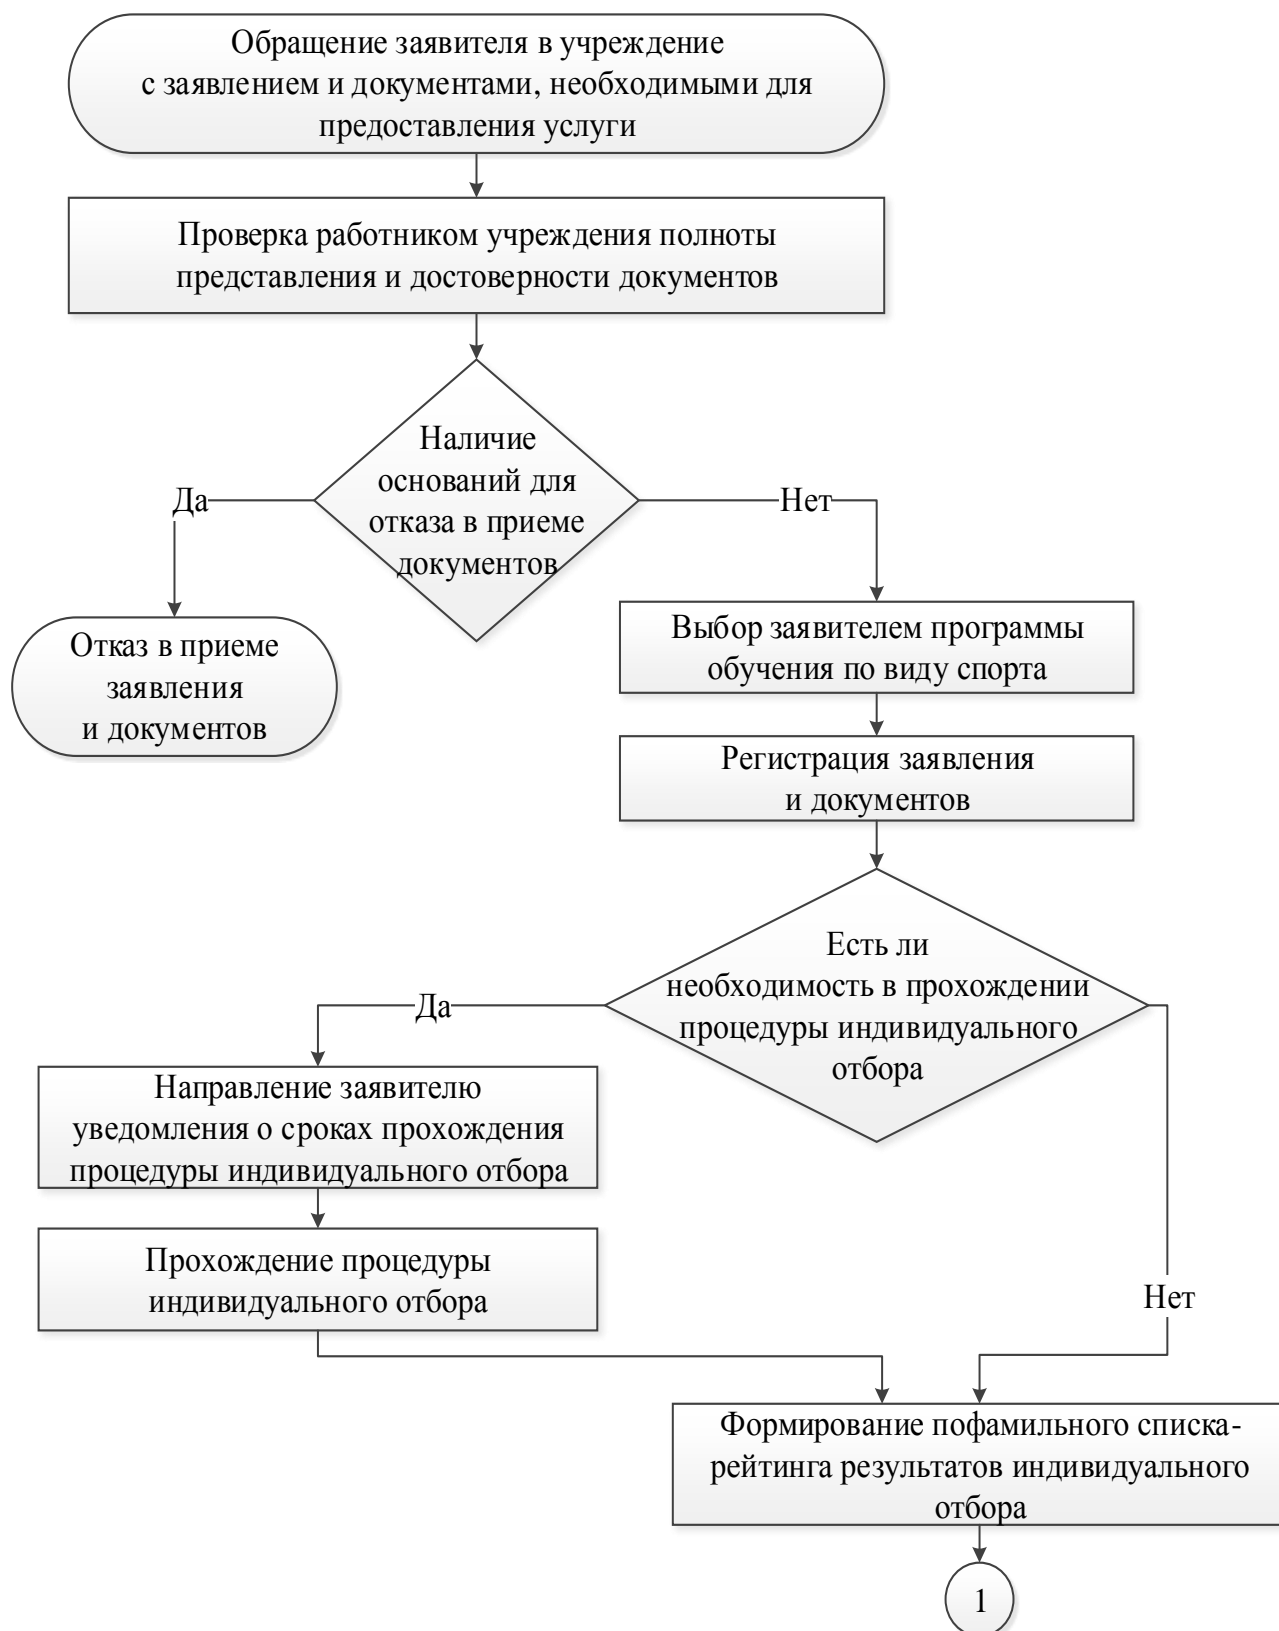 Обращение заявителя в учреждение
с заявлением и документами, необходимыми для
предоставления услуги
Проверка работником учреждения полноты
представления и достоверности документов
Наличие
оснований для
отказа в приеме
документов
Да
Нет
Отказ в приеме
заявления
и документов
Выбор заявителем программы
обучения по виду спорта
Регистрация заявления
и документов
Есть ли
необходимость в прохождении
процедуры индивидуального
отбора
Да
Направление заявителю
уведомления о сроках прохождения
процедуры индивидуального отбора
Прохождение процедуры
индивидуального отбора
Нет
Формирование пофамильного списка-
рейтинга результатов индивидуального
отбора
1